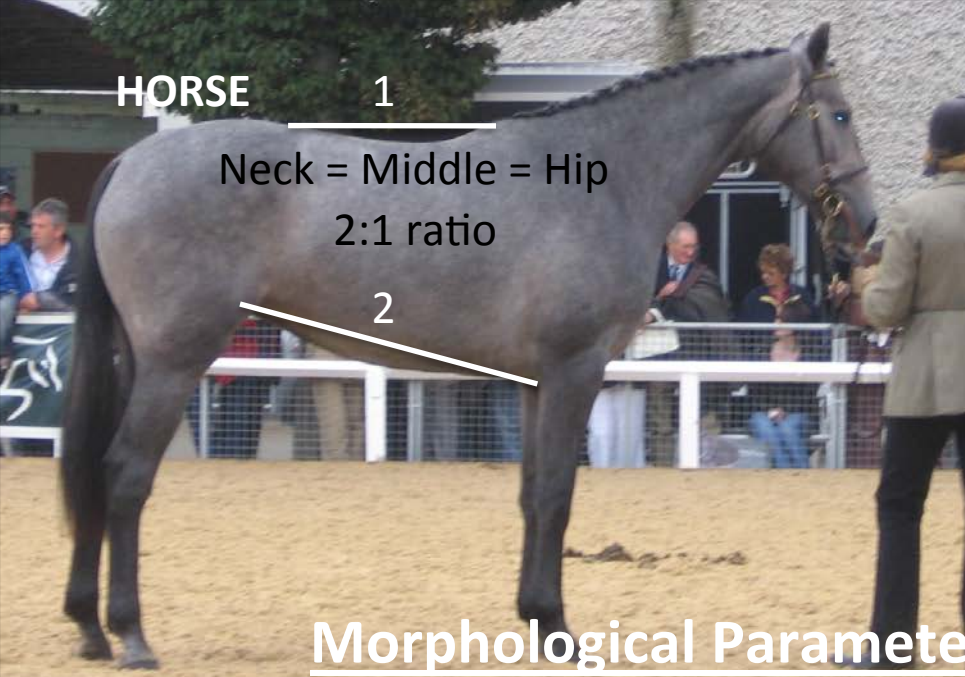 HORSE
1
Neck = Middle = Hip
2:1 ratio
2
Morphological Paramete